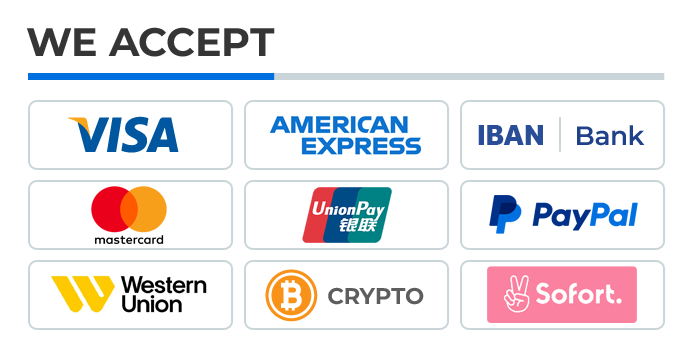 WE ACCEPT
VISA
AMERICAN
EXPRESS
IBAN | Bank
mastercard
UnionPay
银联
PayPal
Western
Union
CRYPTO
Sofort.